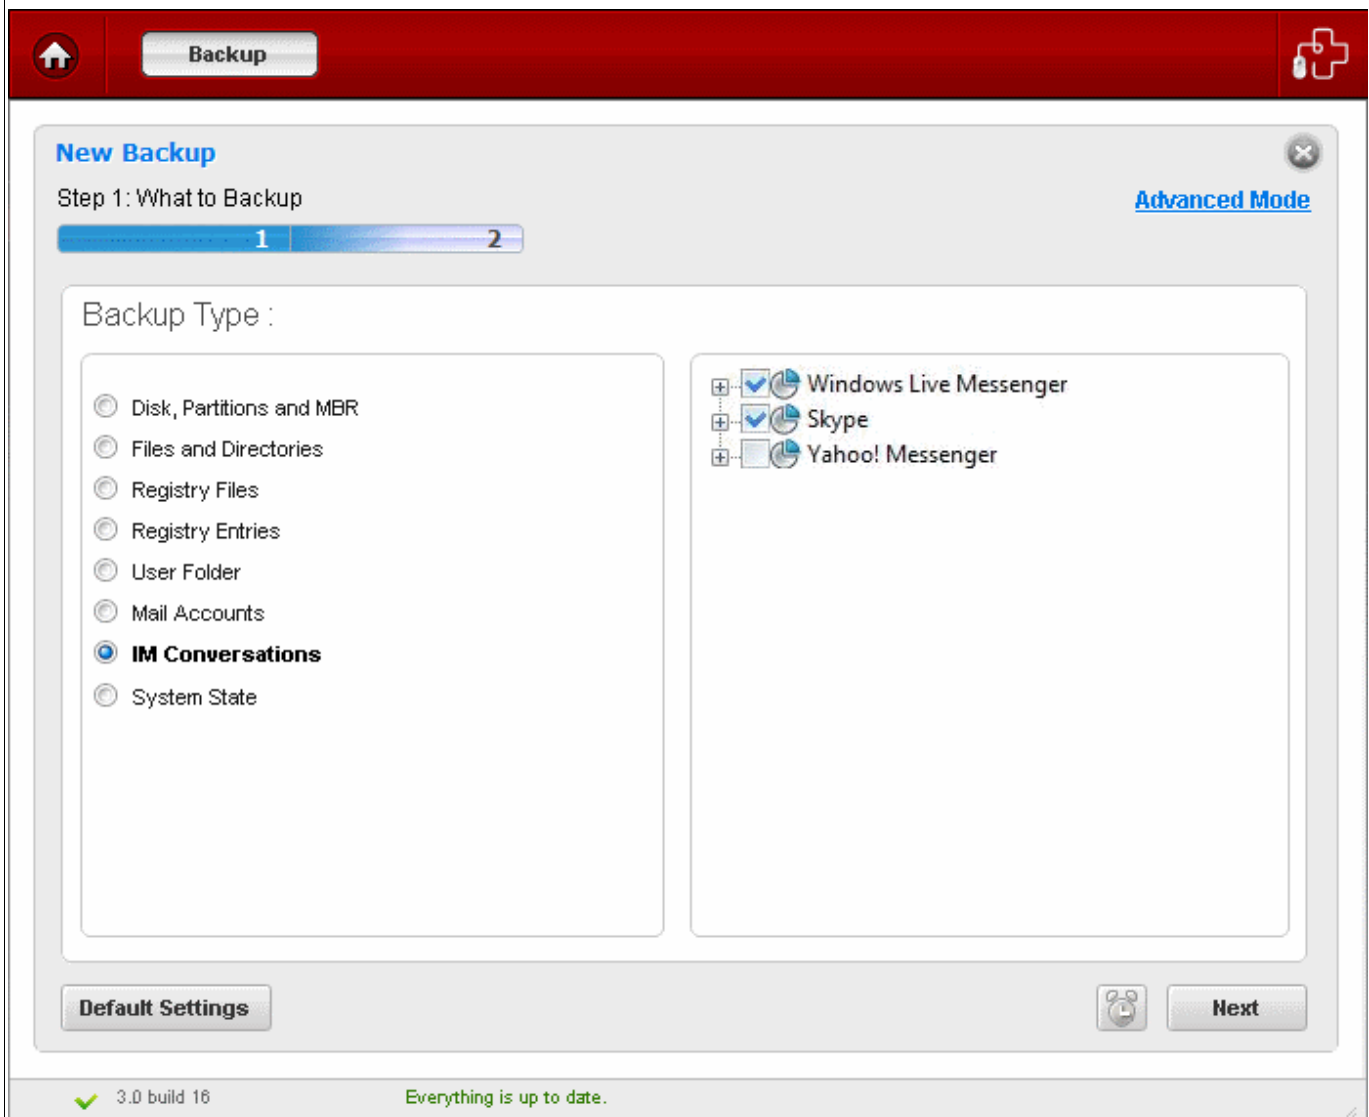 Backup
New Backup
Step 1: What to Backup
Advanced Mode
1 2
Backup Type :
Disk, Partitions and MBR
Files and Directories
Registry Files
Registry Entries
User Folder
Mail Accounts
IM Conversations
System State
Windows Live Messenger
Skype
Yahoo! Messenger
Default Settings
Next
3.0 build 16
Everything is up to date.